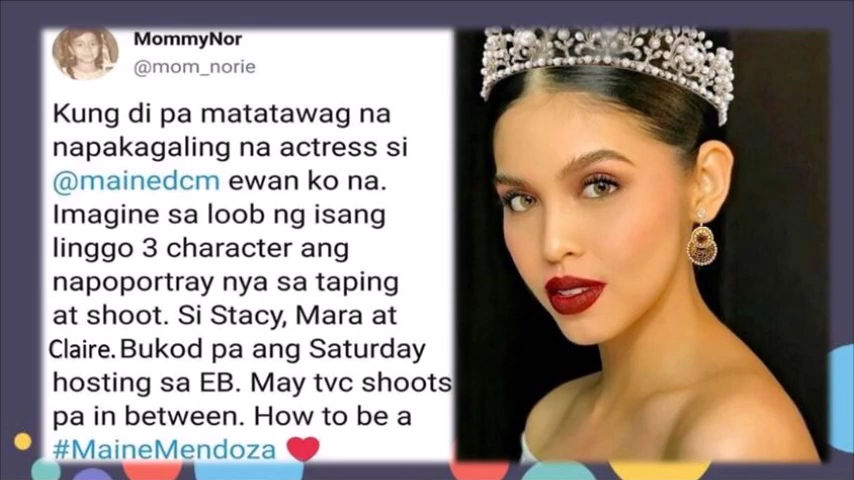 MommyNor
@mom_norie
Kung di pa matatawag na
napakagaling na actress si
@mainedcm ewan ko na.
Imagine sa loob ng isang
linggo 3 character ang
napoportray nya sa taping
at shoot. Si Stacy, Mara at
Claire. Bukod pa ang Saturday
hosting sa EB. May tvc shoots
pa in between. How to be a
#MaineMendoza ❤️